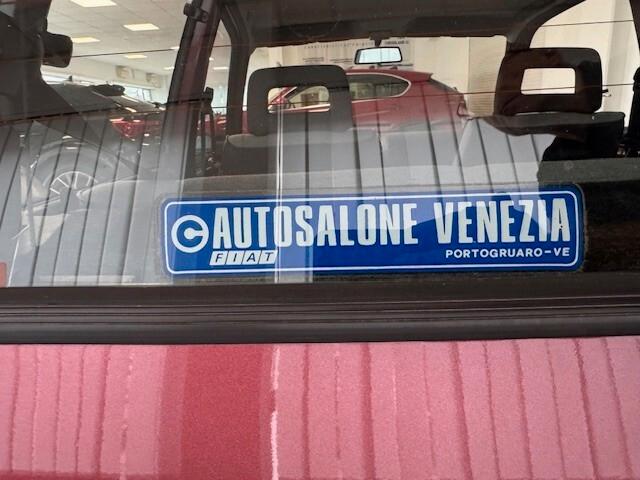 C AUTOSALONE VENEZIA
FIAT PORTOGRUARO-VE